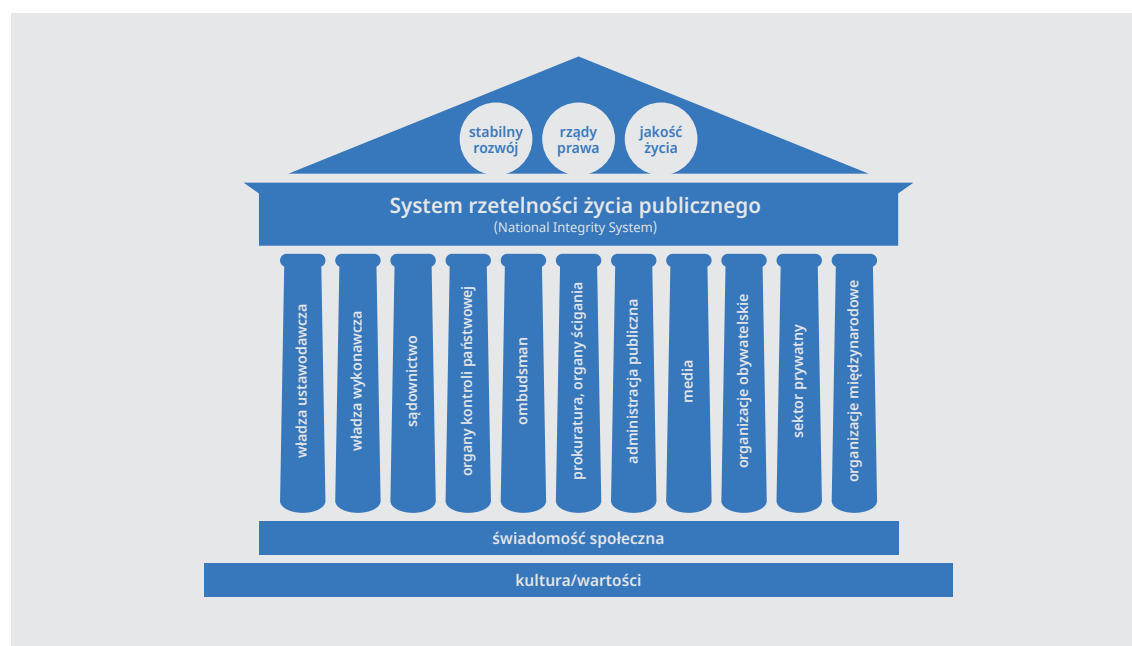 stabilny
rozwój
rządy
prawa
jakość
życia
System rzetelności życia publicznego
(National Integrity System)
władza ustawodawcza
władza wykonawcza
sądownictwo
organy kontroli państwowej
ombudsman
prokuratura, organy ścigania
administracja publiczna
media
organizacje obywatelskie
sektor prywatny
organizacje międzynarodowe
świadomość społeczna
kultura/wartości